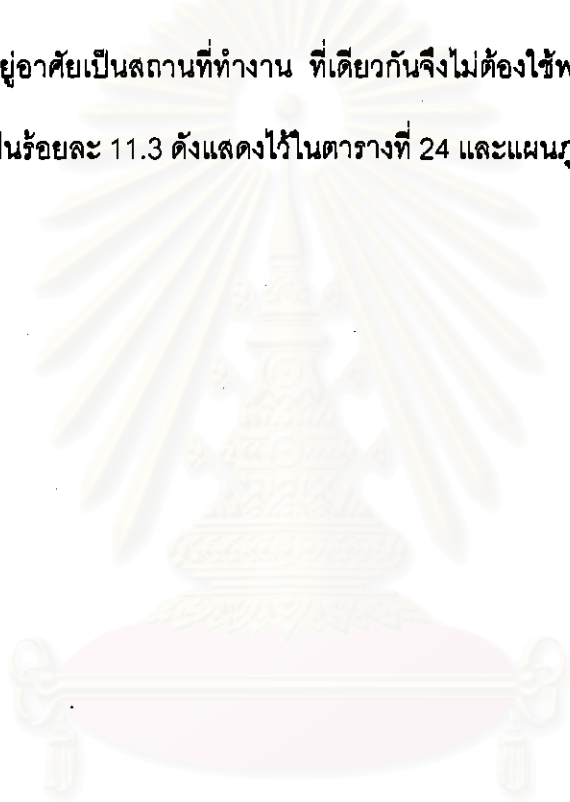 ยู่อาศัยเป็นสถานที่ทำงาน ที่เดียวกันจึงไม่ต้องใช้พ
ป็นร้อยละ 11.3 ดังแสดงไว้ในตารางที่ 24 และแผนภู